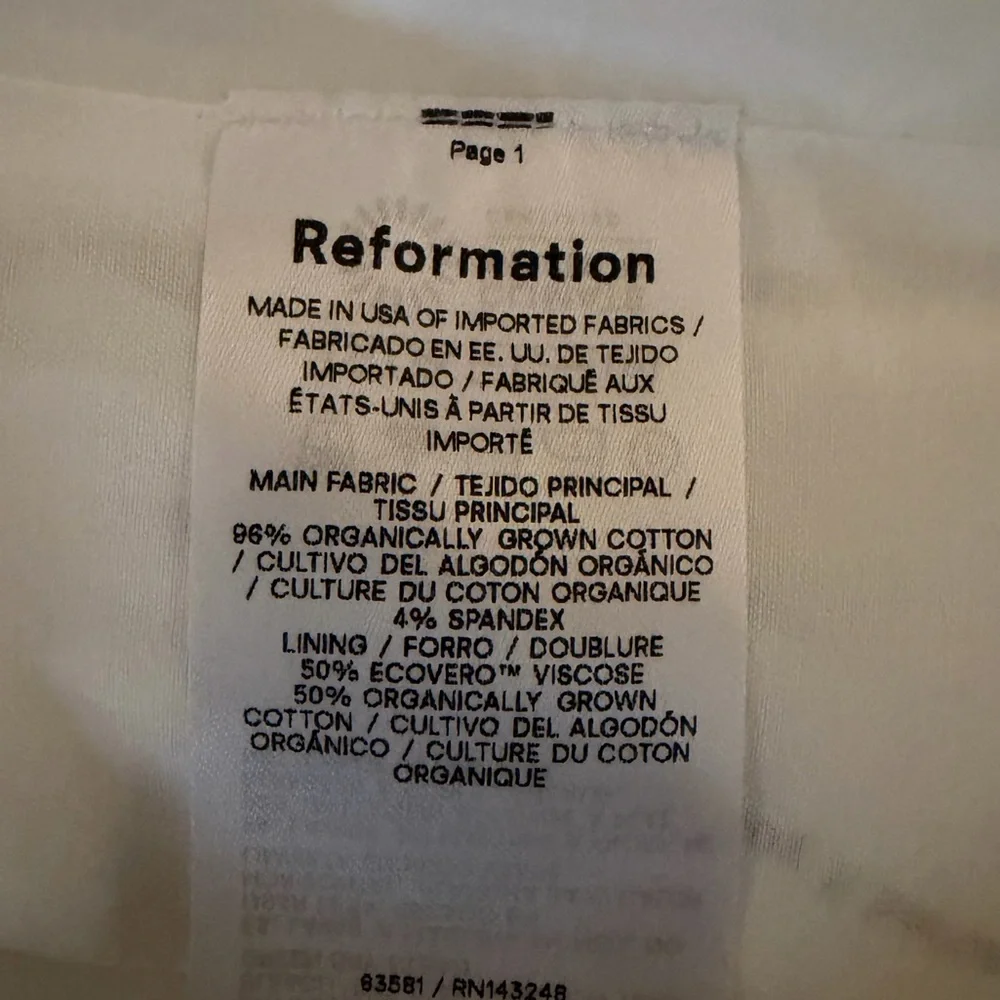 Page 1
Reformation
MADE IN USA OF IMPORTED FABRICS /
FABRICADO EN EE. UU. DE TEJIDO
IMPORTADO / FABRIQUÉ AUX
ÉTATS-UNIS À PARTIR DE TISSU
IMPORTÉ
MAIN FABRIC / TEJIDO PRINCIPAL /
TISSU PRINCIPAL
96% ORGANICALLY GROWN COTTON
/ CULTIVO DEL ALGODÓN ORGÁNICO
/ CULTURE DU COTON ORGANIQUE
4% SPANDEX
LINING / FORRO / DOUBLURE
50% ECOVERO™ VISCOSE
50% ORGANICALLY GROWN
COTTON / CULTIVO DEL ALGODÓN
ORGÁNICO / CULTURE DU COTON
ORGANIQUE
63581 / RN143248